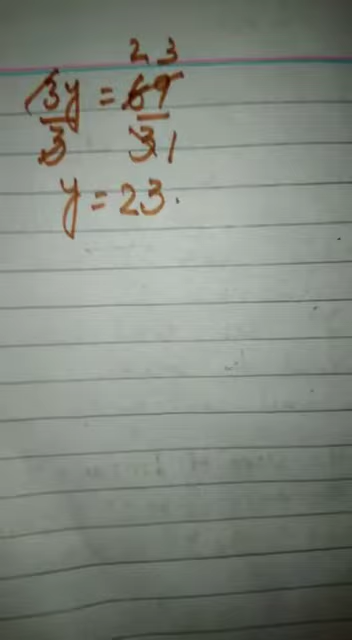 2 3
3y = 69
3 3 1
y = 23.